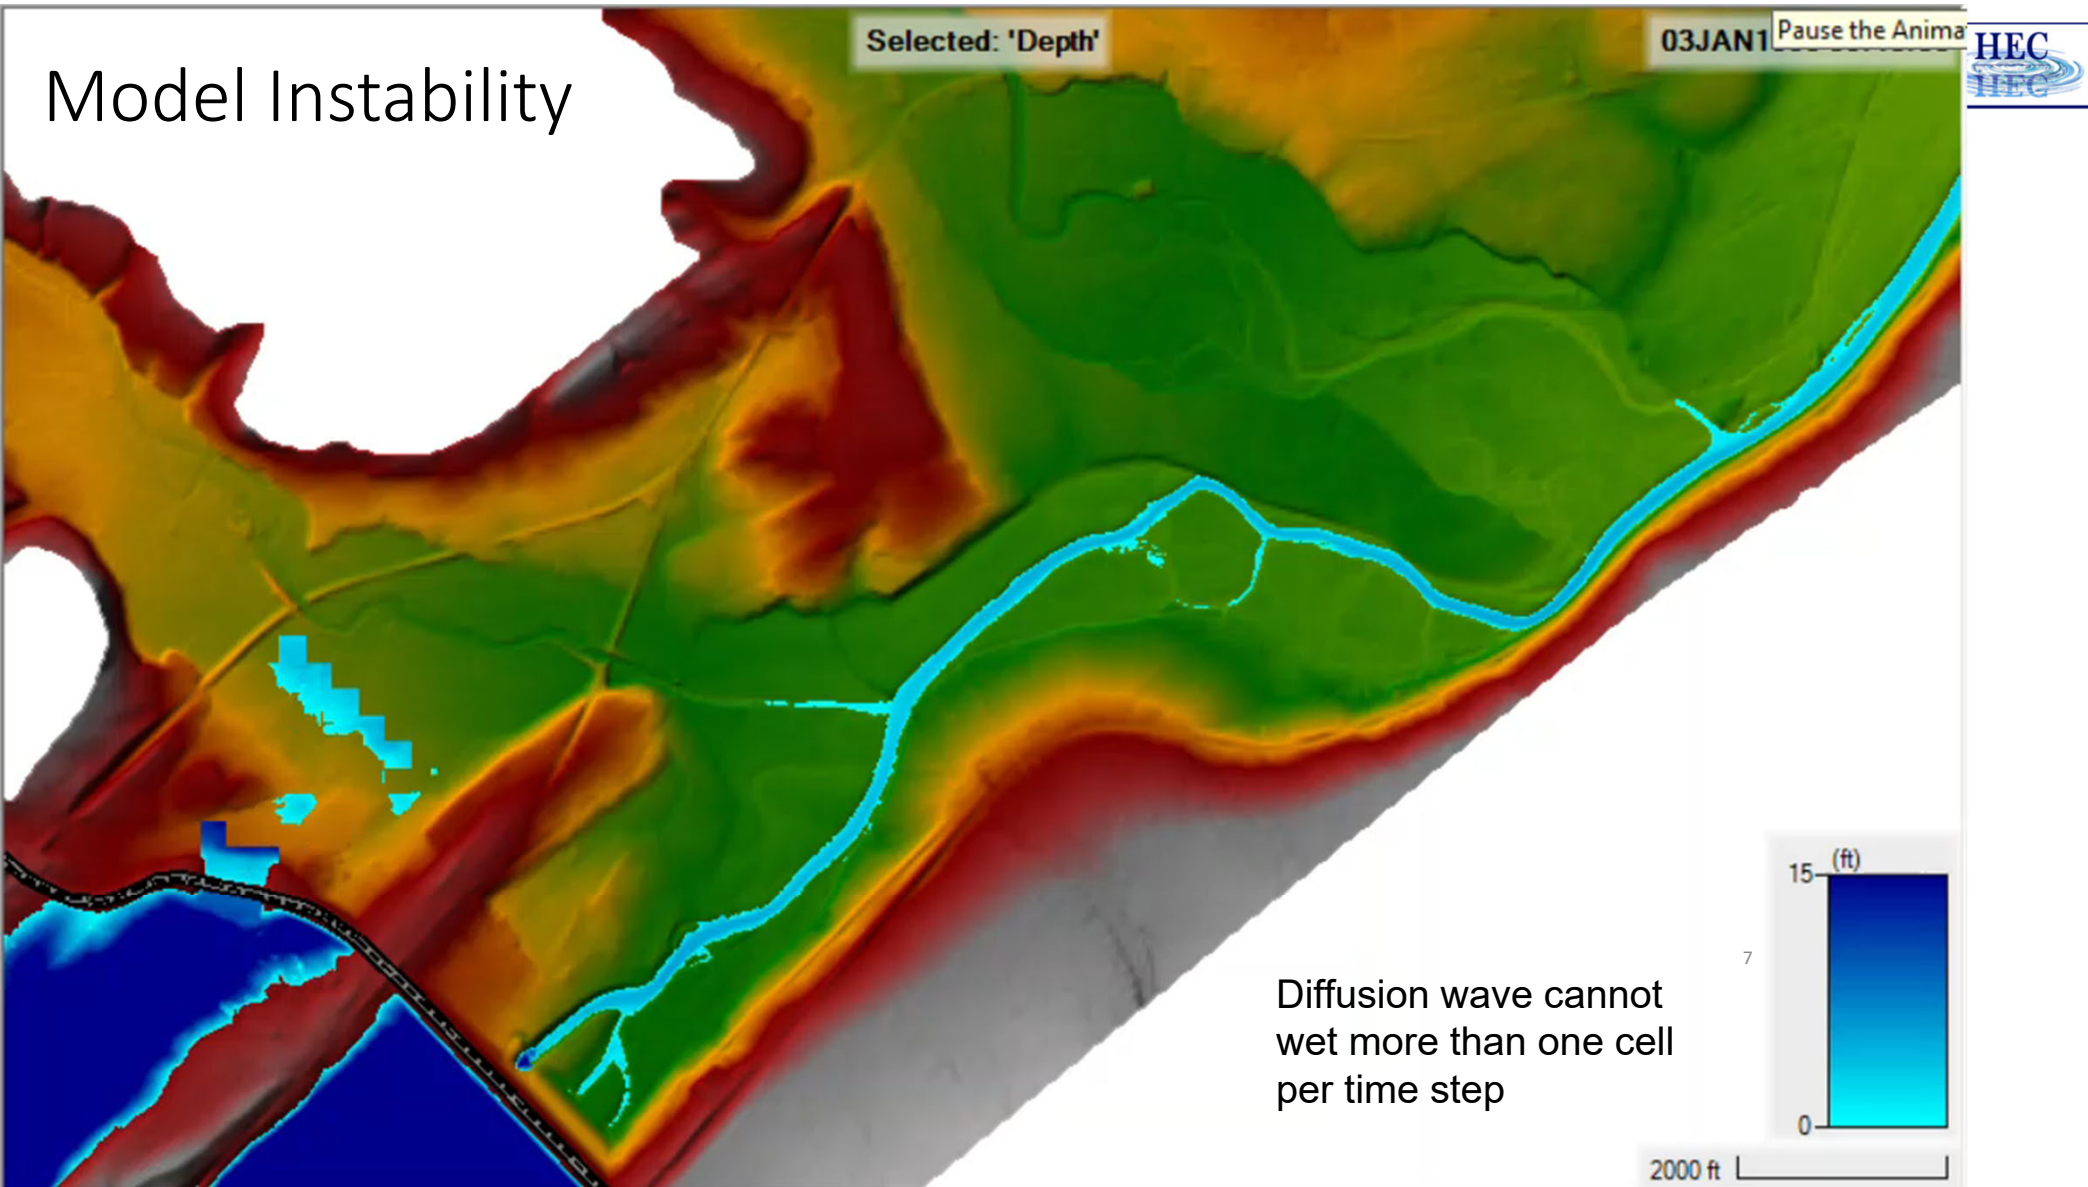 Selected: 'Depth'
03JAN1
Pause the Anima
HEC
Model Instability
15
(ft)
7
Diffusion wave cannot
wet more than one cell
per time step
0
2000 ft